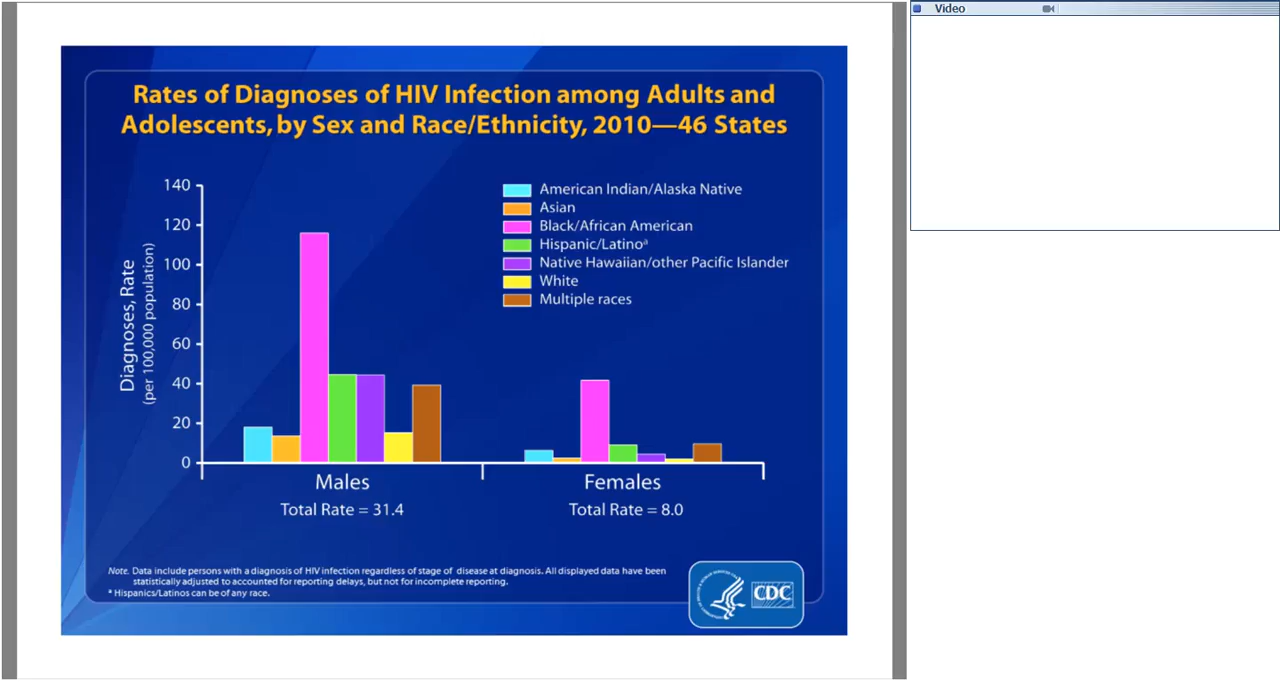 Video
Rates of Diagnoses of HIV Infection among Adults and
Adolescents, by Sex and Race/Ethnicity, 2010—46 States
Diagnoses, Rate
(per 100,000 population)
140
120
100
80
60
40
20
0
American Indian/Alaska Native
Asian
Black/African American
Hispanic/Latinoª
Native Hawaiian/other Pacific Islander
White
Multiple races
Males
Females
Total Rate = 31.4
Total Rate = 8.0
Note. Data include persons with a diagnosis of HIV infection regardless of stage of disease at diagnosis. All displayed data have been
statistically adjusted to accounted for reporting delays, but not for incomplete reporting.
ª Hispanics/Latinos can be of any race.
CDC